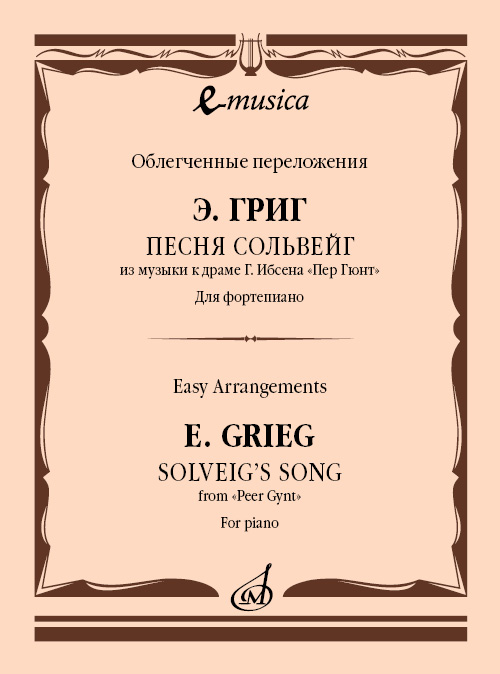 e-musica
Облегченные переложения
Э. ГРИГ
ПЕСНЯ СОЛЬВЕЙГ
из музыки к драме Г. Ибсена «Пер Гюнт»
Для фортепиано
Easy Arrangements
E. GRIEG
SOLVEIG'S SONG
from «Peer Gynt»
For piano